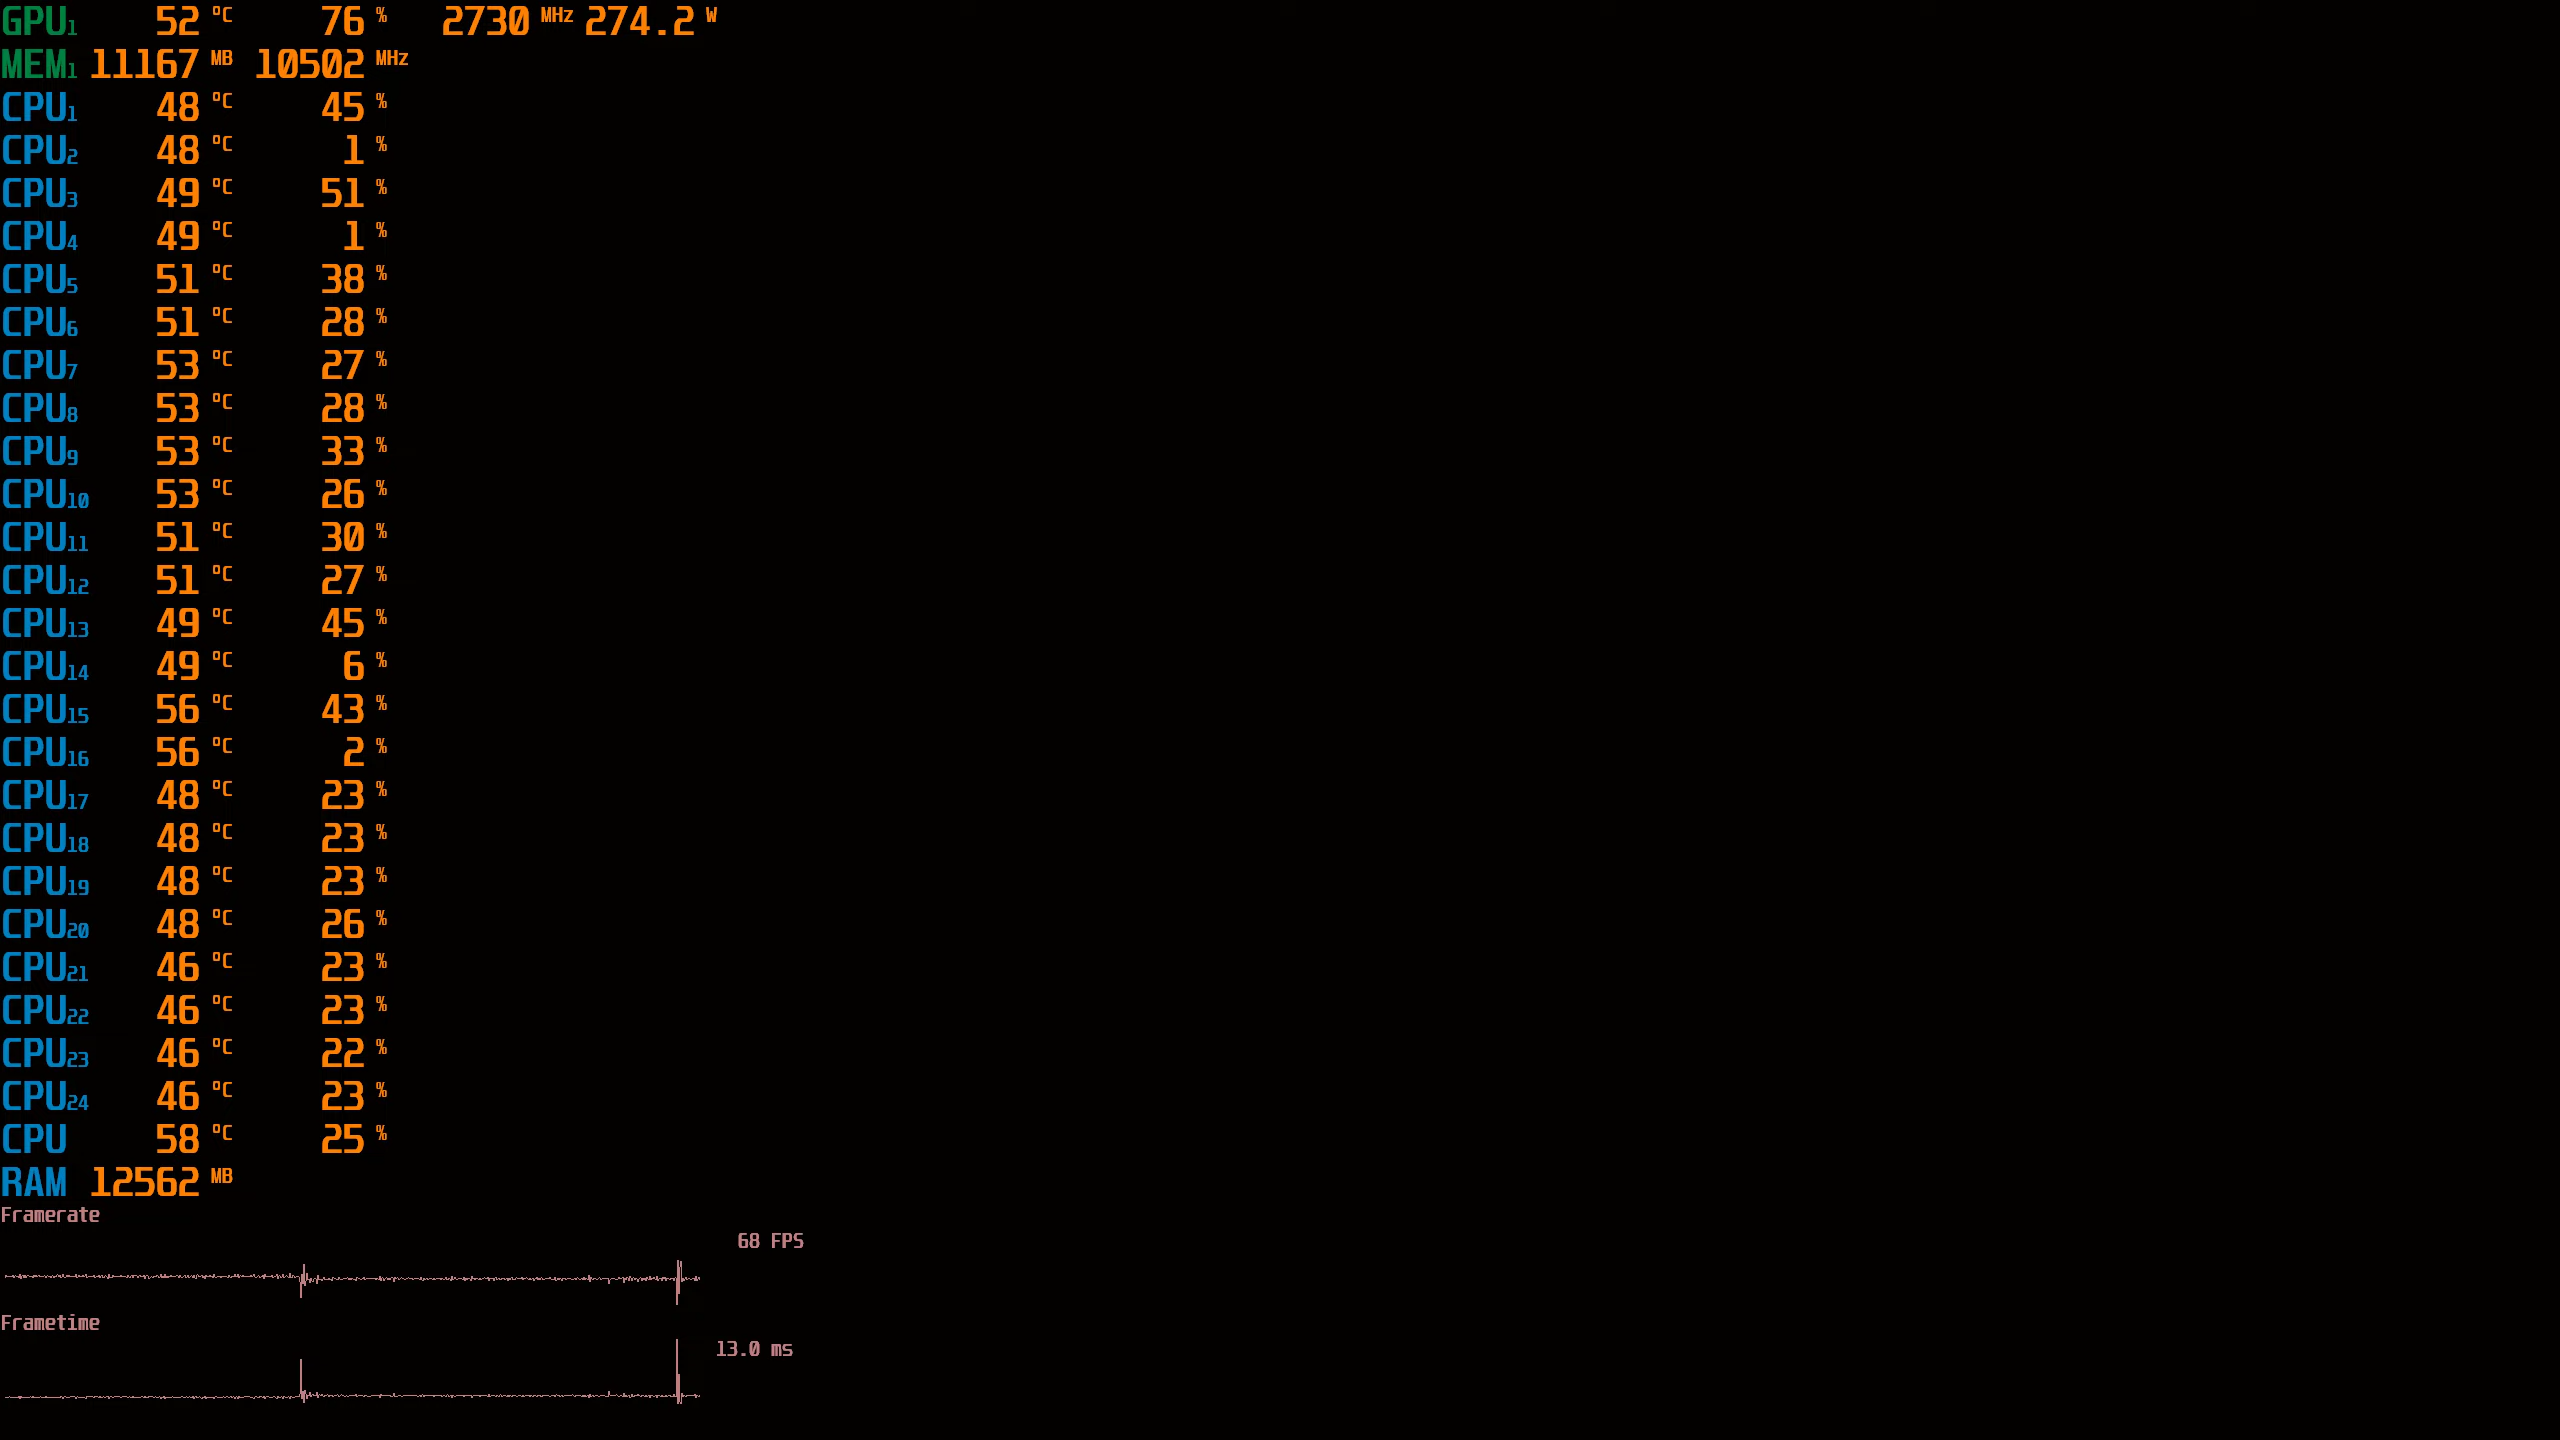 GPU1 52 °C 76 % 2730 MHz 274.2 W
MEM1 11167 MB 10502 MHz
CPU1 48 °C 45 %
CPU2 48 °C 1 %
CPU3 49 °C 51 %
CPU4 49 °C 1 %
CPU5 51 °C 38 %
CPU6 51 °C 28 %
CPU7 53 °C 27 %
CPU8 53 °C 28 %
CPU9 53 °C 33 %
CPU10 53 °C 26 %
CPU11 51 °C 30 %
CPU12 51 °C 27 %
CPU13 49 °C 45 %
CPU14 49 °C 6 %
CPU15 56 °C 43 %
CPU16 56 °C 2 %
CPU17 48 °C 23 %
CPU18 48 °C 23 %
CPU19 48 °C 23 %
CPU20 48 °C 26 %
CPU21 46 °C 23 %
CPU22 46 °C 23 %
CPU23 46 °C 22 %
CPU24 46 °C 23 %
CPU 58 °C 25 %
RAM 12562 MB
Framerate
68 FPS
Frametime
13.0 ms